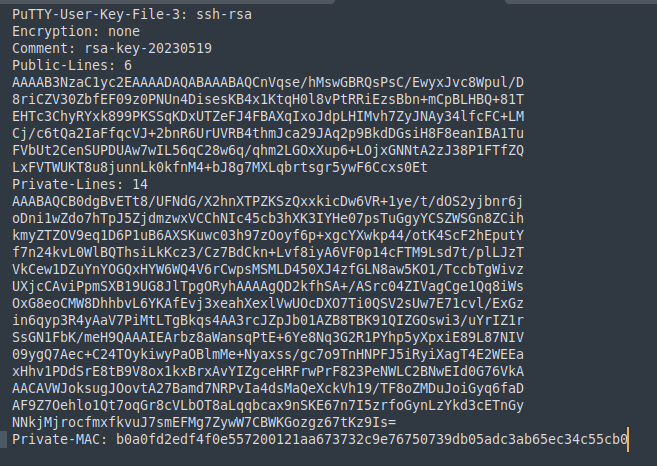 PuTTY-User-Key-File-3: ssh-rsa
Encryption: none
Comment: rsa-key-20230519
Public-Lines: 6
AAAAB3NzaC1yc2EAAAADAQABAAABAQCnVqse/hMswGBRQsPsC/EwyxJvc8Wpul/D
8riCZV30ZbfEF09z0PNUn4DisesKB4x1KtqH0l8vPtRRiEzsBbn+mCpBLHBQ+81T
EHTc3ChyRYxk899PKSSqKDxUTZeFJ4FBAXqIxoJdpLHIMvh7ZyJNAy34lfcFC+LM
Cj/c6tQa2IaFfqcVJ+2bnR6UrUVRB4thmJca29JAq2p9BkdDGsiH8F8eanIBA1Tu
FVbUt2CenSUPDUAw7wIL56qC28w6q/qhm2LGOxXup6+LOjxGNNtA2zJ38P1FTfZQ
LxFVTWUKT8u8junnLk0kfnM4+bJ8g7MXLqbrtsgr5ywF6Ccxs0Et
Private-Lines: 14
AAABAQCB0dgBvETt8/UFNdG/X2hnXTPZKSzQxxkicDw6VR+1ye/t/dOS2yjbnr6j
oDni1wZdo7hTpJ5ZjdmzwxVCChNIc45cb3hXK3IYHe07psTuGgyYCSZWSGn8ZCih
kmyZTZOV9eq1D6P1uB6AXSKuwc03h97zOoyf6p+xgcYXwkp44/otK4ScF2hEputY
f7n24kvL0WlBQThsiLkKcz3/Cz7BdCkn+Lvf8iyA6VF0p14cFTM9Lsd7t/plLJzT
VkCew1DZuYnYOGQxHYW6WQ4V6rCwpsMSMLD450XJ4zfGLN8aw5KO1/TccbTgWivz
UXjcCAviPpmSXB19UG8JlTpgORyhAAAAgQD2kfhSA+/ASrc04ZIVagCge1Qq8iWs
OxG8eoCMW8DhhbvL6YKAfEvj3xeahXexlVwUOcDXO7Ti0QSV2sUw7E71cvl/ExGz
in6qyp3R4yAaV7PiMtLTgBkqs4AA3rcJZpJb01AZB8TBK91QIZGOswi3/uYrIZ1r
SsGN1FbK/meH9QAAAIEArbz8aWansqPtE+6Ye8Nq3G2R1PYhp5yXpxiE89L87NIV
09ygQ7Aec+C24TOykiwyPaOBlmMe+Nyaxss/gc7o9TnHNPFJ5iRyiXagT4E2WEEa
xHhv1PDdSrE8tB9V8ox1kxBrxAvYIZgceHRFrwPrF823PeNWLC2BNwEId0G76VkA
AACAVWJoksugJOovtA27Bamd7NRPvIa4dsMaQeXckVh19/TF8oZMDuJoiGyq6faD
AF9Z7Oehlo1Qt7oqGr8cVLbOT8aLqqbcax9nSKE67n7I5zrfoGynLzYkd3cETnGy
NNkjMjrocfmxfkvuJ7smEFMg7ZywW7CBWKGozgz67tKz9Is=
Private-MAC: b0a0fd2edf4f0e557200121aa673732c9e76750739db05adc3ab65ec34c55cb0